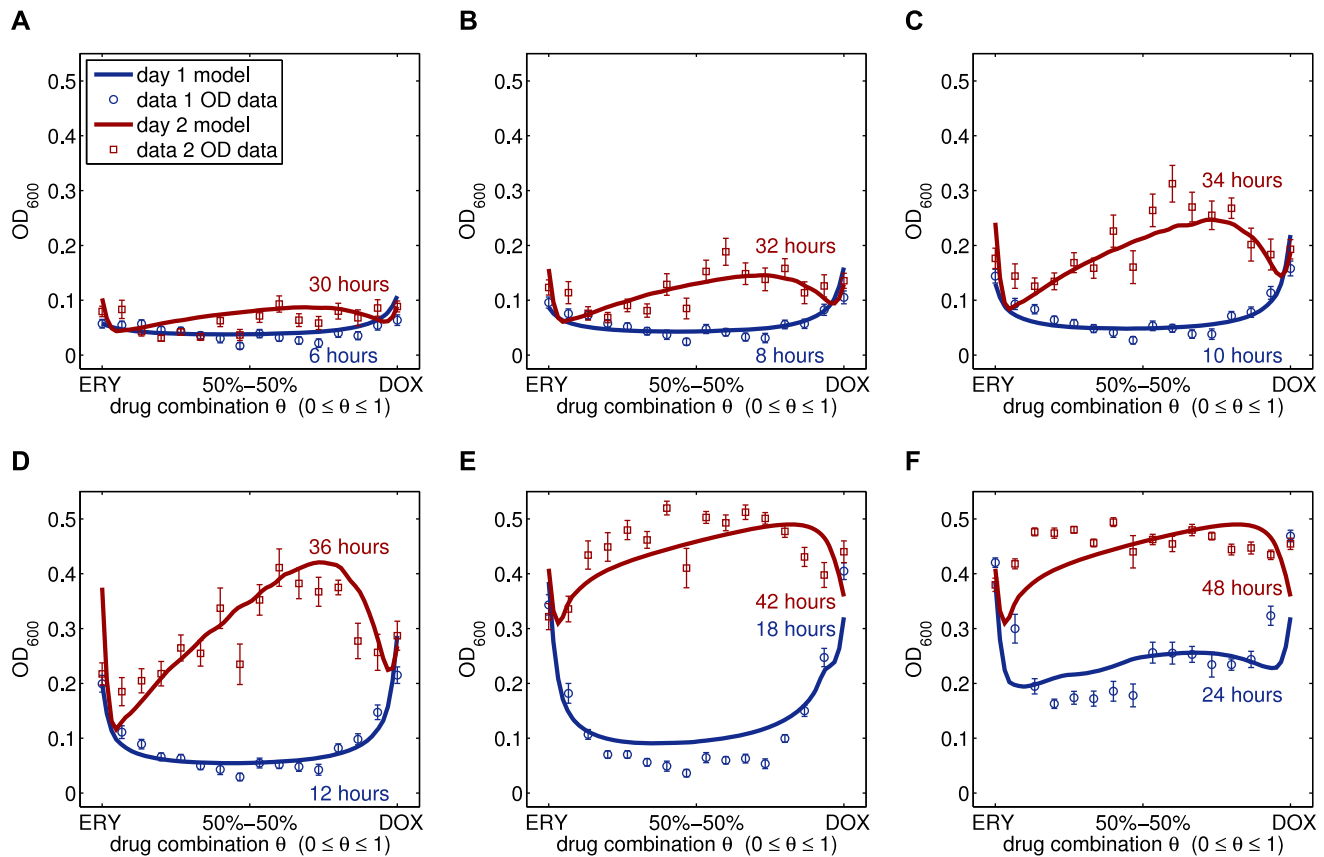 A
0.5
0.4
0.3
0.2
0.1
0
OD600
day 1 model
data 1 OD data
day 2 model
data 2 OD data
30 hours
6 hours
ERY 50%–50% DOX
drug combination θ (0 ≤ θ ≤ 1)
B
0.5
0.4
0.3
0.2
0.1
0
OD600
32 hours
8 hours
ERY 50%–50% DOX
drug combination θ (0 ≤ θ ≤ 1)
C
0.5
0.4
0.3
0.2
0.1
0
OD600
34 hours
10 hours
ERY 50%–50% DOX
drug combination θ (0 ≤ θ ≤ 1)
D
0.5
0.4
0.3
0.2
0.1
0
OD600
36 hours
12 hours
ERY 50%–50% DOX
drug combination θ (0 ≤ θ ≤ 1)
E
0.5
0.4
0.3
0.2
0.1
0
OD600
42 hours
18 hours
ERY 50%–50% DOX
drug combination θ (0 ≤ θ ≤ 1)
F
0.5
0.4
0.3
0.2
0.1
0
OD600
48 hours
24 hours
ERY 50%–50% DOX
drug combination θ (0 ≤ θ ≤ 1)